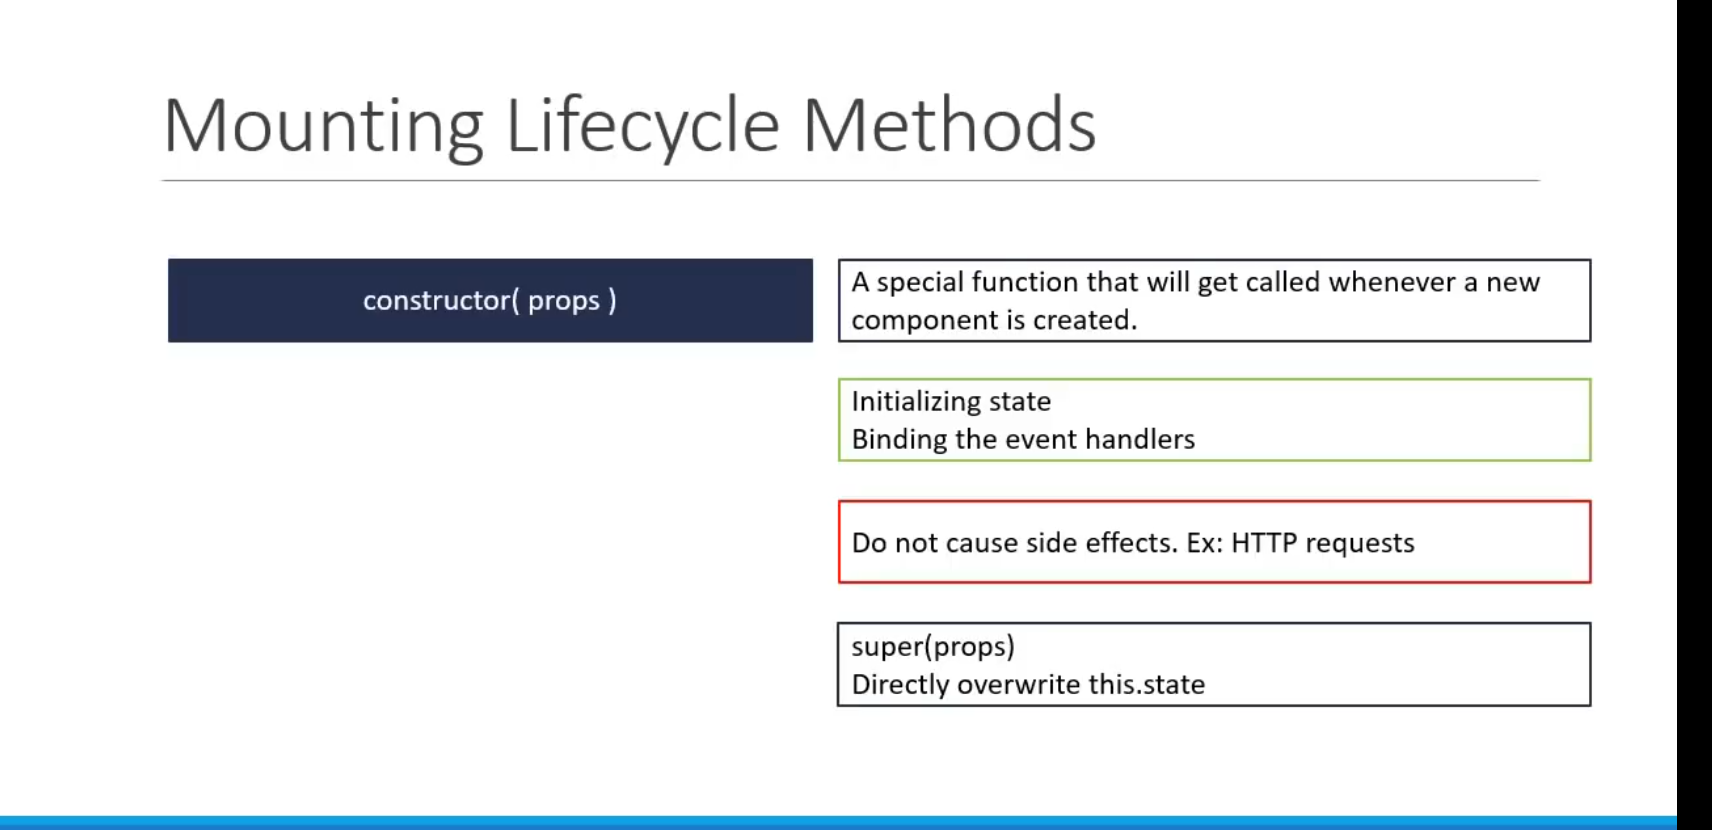 Mounting Lifecycle Methods
constructor( props )
A special function that will get called whenever a new
component is created.
Initializing state
Binding the event handlers
Do not cause side effects. Ex: HTTP requests
super(props)
Directly overwrite this.state